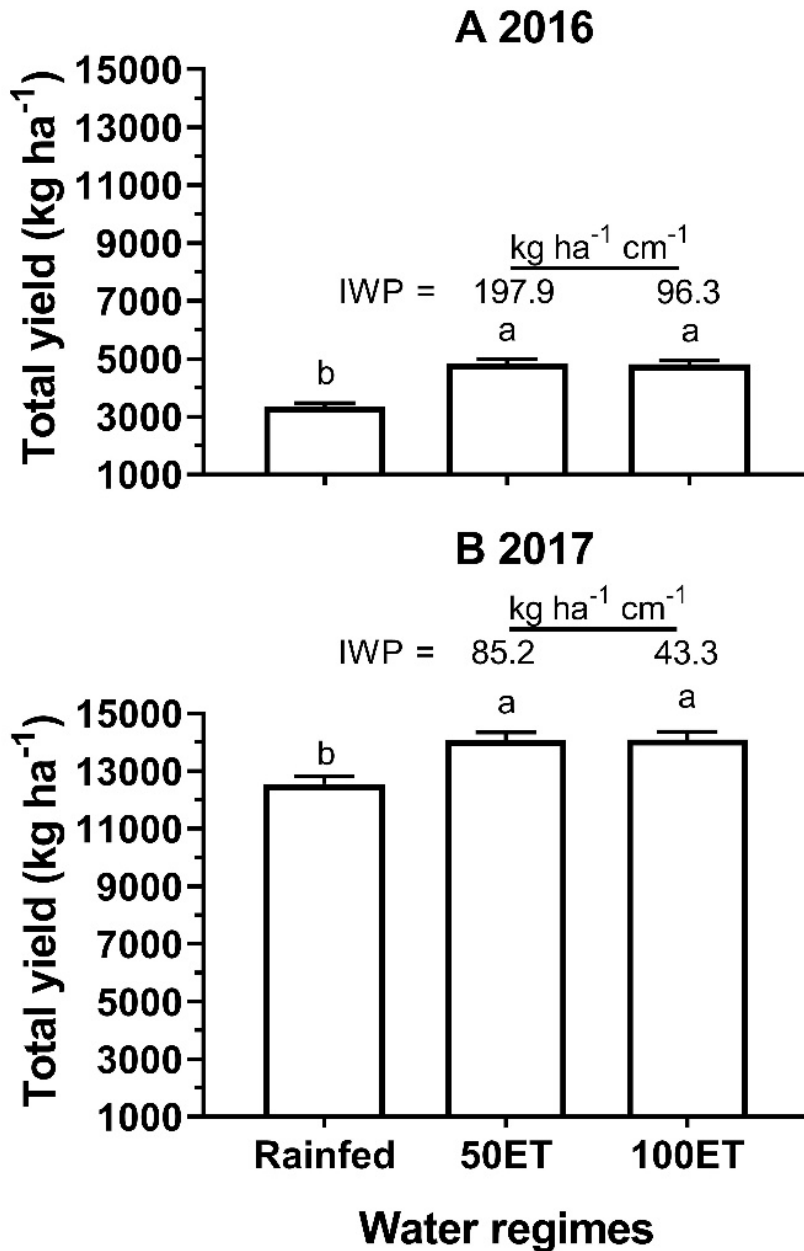 A 2016
Total yield (kg ha⁻¹)
15000
13000
11000
9000
7000
5000
3000
1000
kg ha⁻¹ cm⁻¹
IWP = 197.9 96.3
b a a
B 2017
kg ha⁻¹ cm⁻¹
IWP = 85.2 43.3
Total yield (kg ha⁻¹)
15000
13000
11000
9000
7000
5000
3000
1000
b a a
Rainfed 50ET 100ET
Water regimes